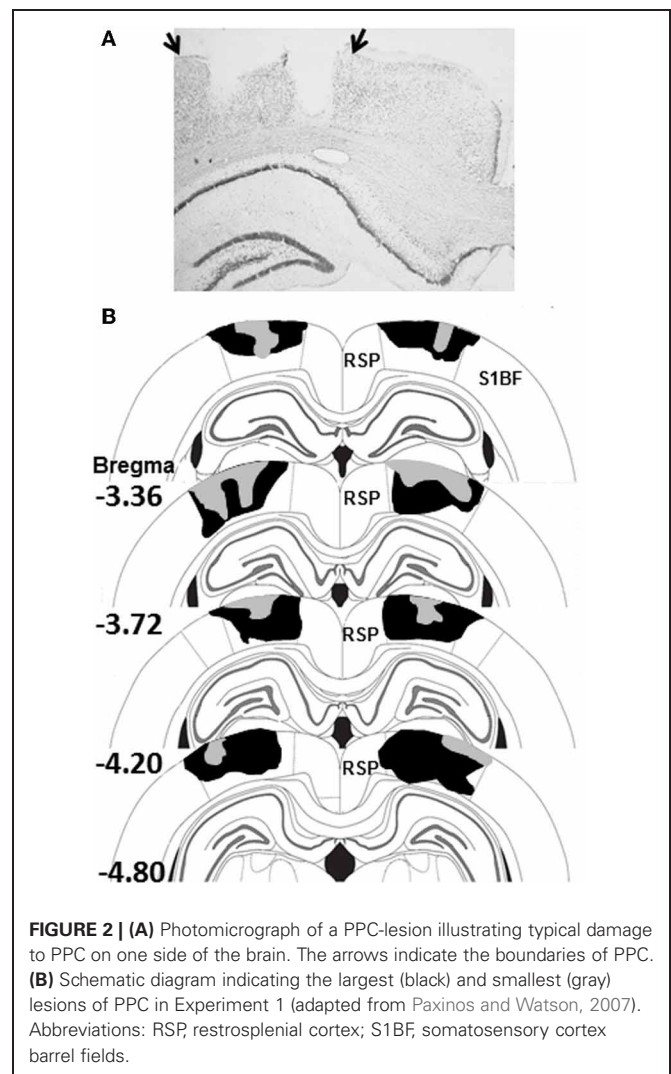 A
B
RSP
S1BF
Bregma
-3.36
RSP
-3.72
RSP
-4.20
RSP
-4.80
FIGURE 2 | (A) Photomicrograph of a PPC-lesion illustrating typical damage
to PPC on one side of the brain. The arrows indicate the boundaries of PPC.
(B) Schematic diagram indicating the largest (black) and smallest (gray)
lesions of PPC in Experiment 1 (adapted from Paxinos and Watson, 2007).
Abbreviations: RSP, restrosplenial cortex; S1BF, somatosensory cortex
barrel fields.